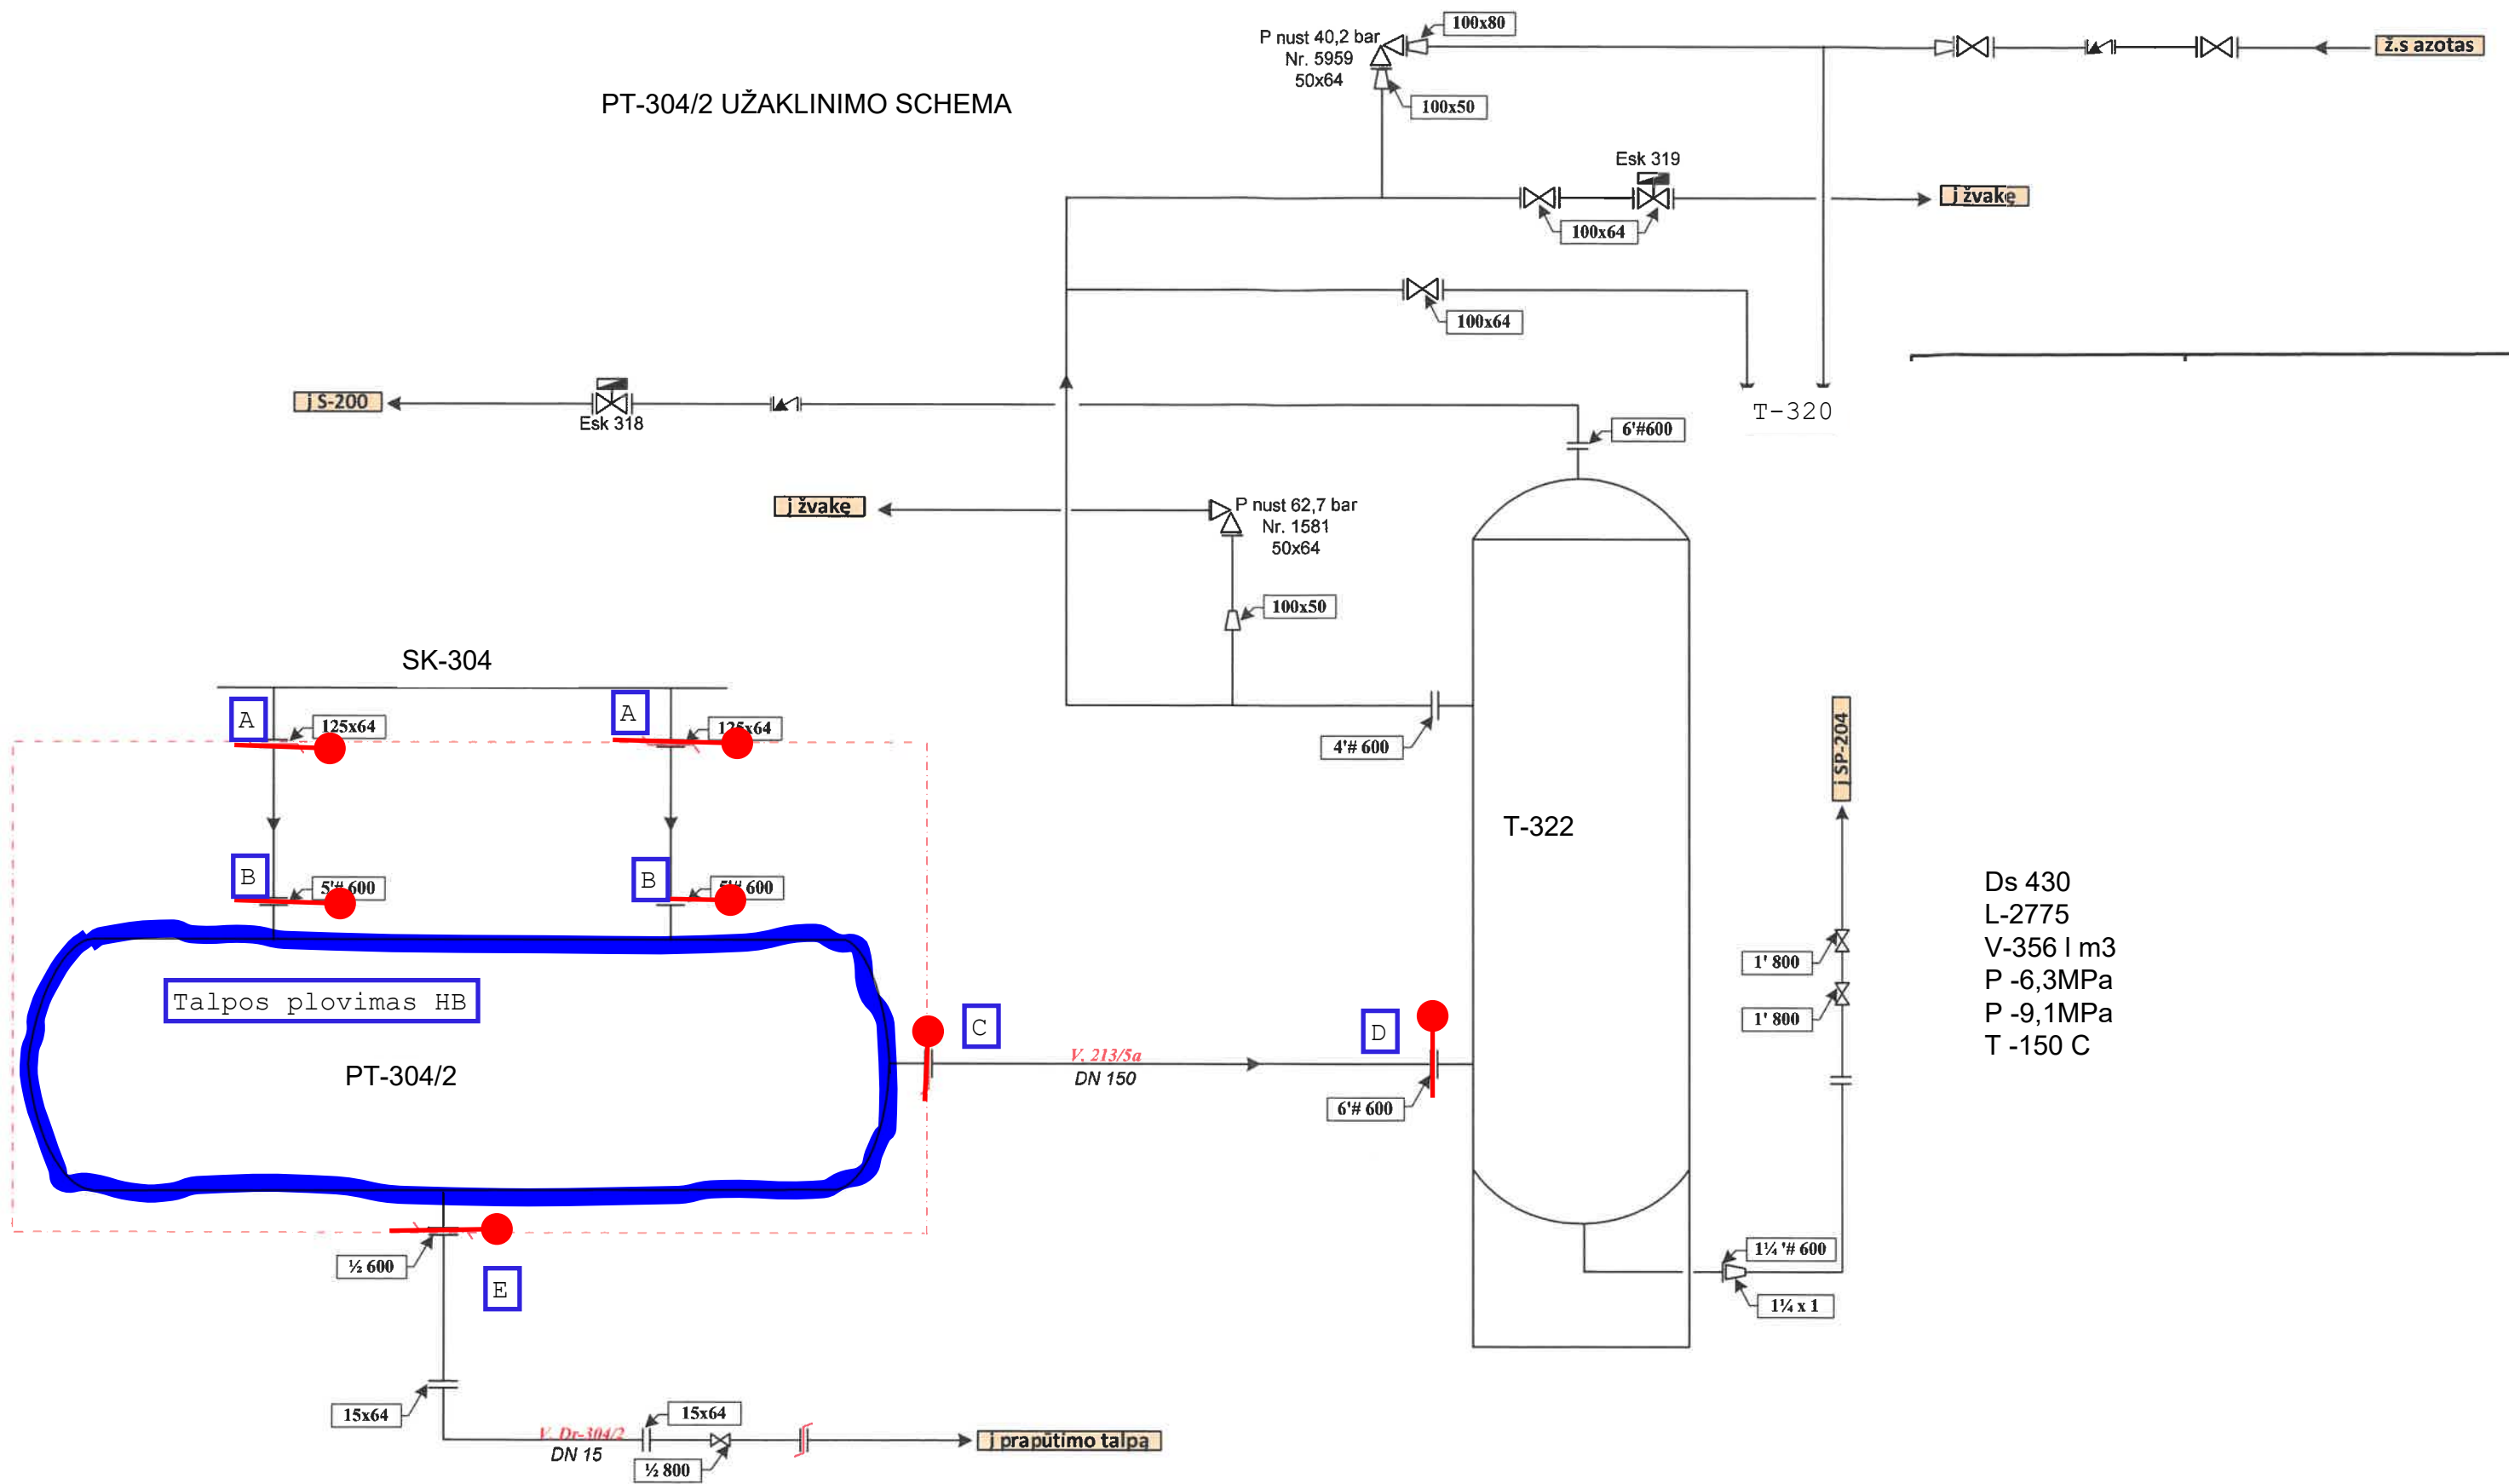 100x80
P nust 40,2 bar
Nr. 5959
50x64
ž.s azotas
PT-304/2 UŽAKLINIMO SCHEMA
100x50
Esk 319
į žvakę
100x64
100x64
į S-200
Esk 318
T-320
6'#600
į žvakę
P nust 62,7 bar
Nr. 1581
50x64
100x50
SK-304
A
125x64
A
125x64
4'# 600
į SP-204
T-322
B
5'# 600
B
5'# 600
Ds 430
L-2775
V-356 l m3
P -6,3MPa
P -9,1MPa
T -150 C
1' 800
1' 800
Talpos plovimas HB
PT-304/2
C
V. 213/5a
DN 150
D
6'# 600
½ 600
E
1¼ '# 600
1¼ x 1
15x64
V. Dr-304/2
DN 15
15x64
½ 800
į prapūtimo talpą